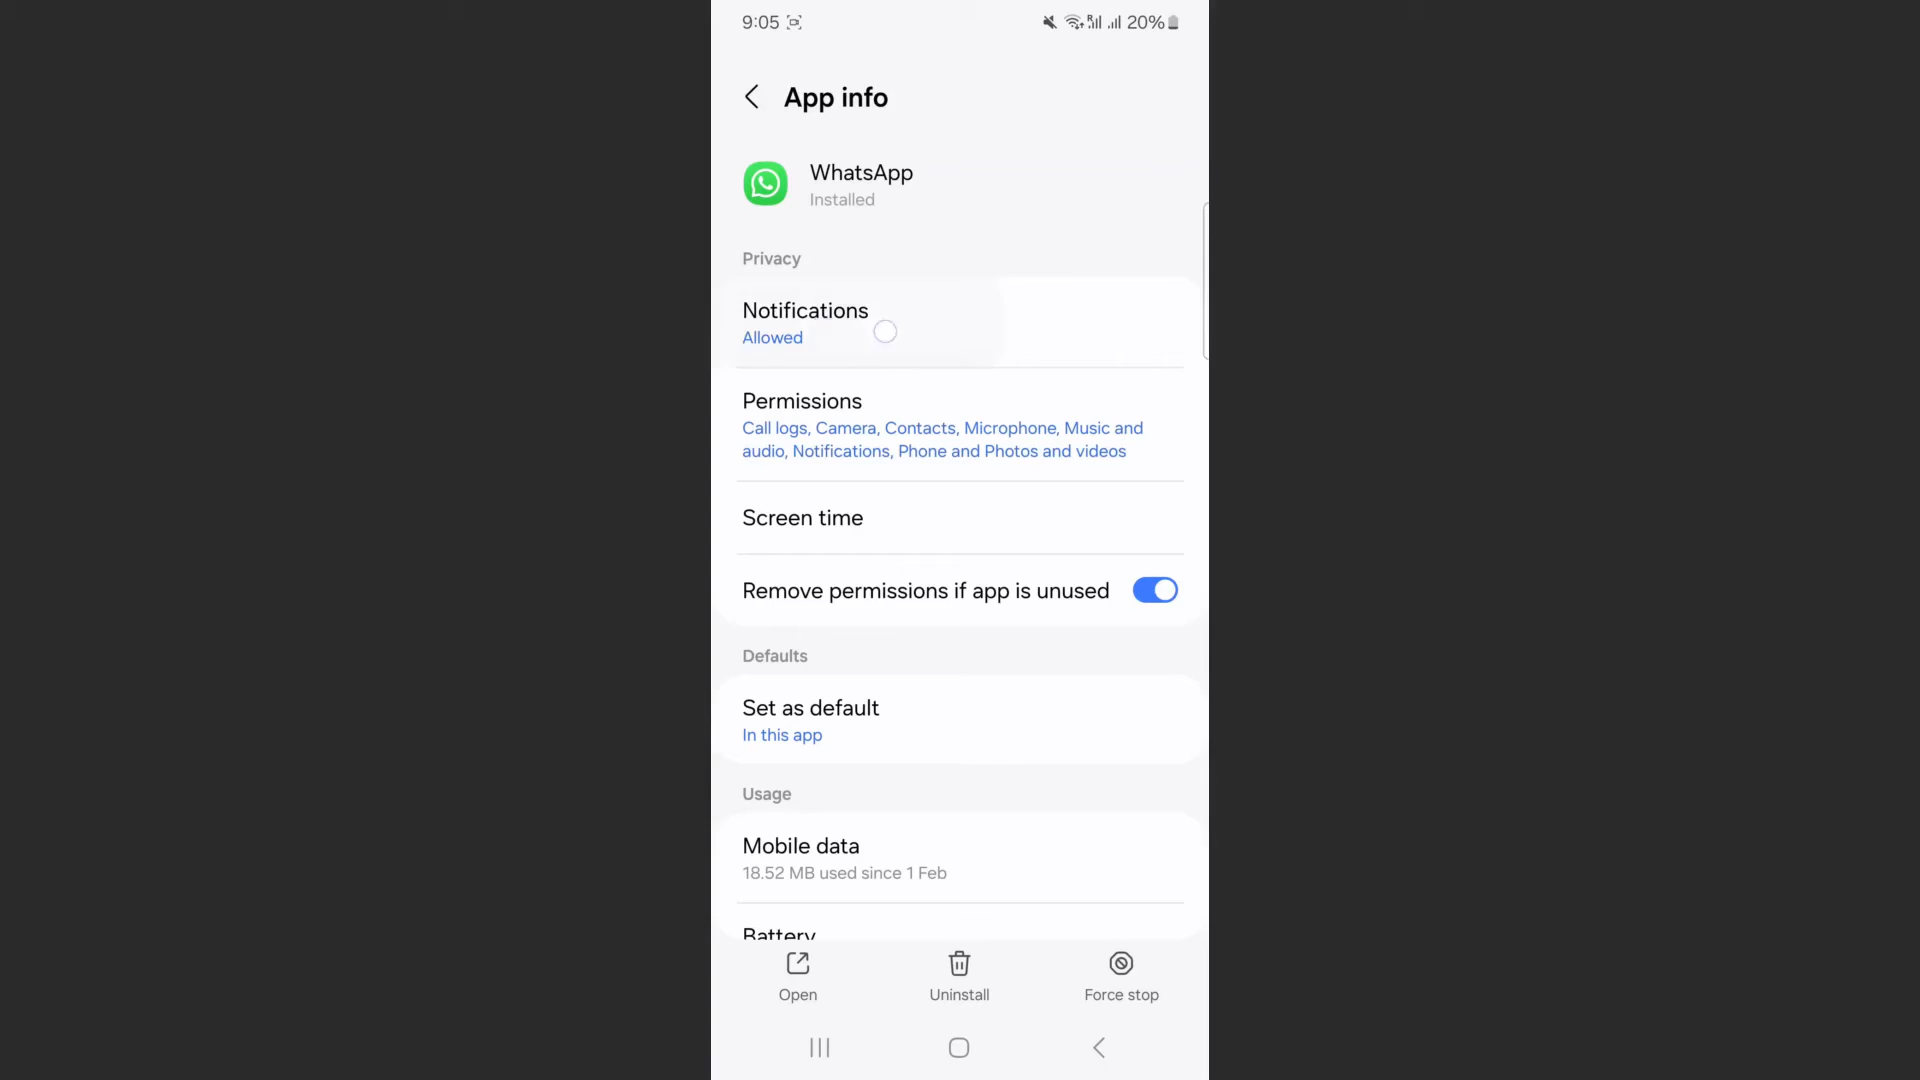 9:05 20%
App info
WhatsApp
Installed
Privacy
Notifications
Allowed
Permissions
Call logs, Camera, Contacts, Microphone, Music and
audio, Notifications, Phone and Photos and videos
Screen time
Remove permissions if app is unused
Defaults
Set as default
In this app
Usage
Mobile data
18.52 MB used since 1 Feb
Battery
Open Uninstall Force stop